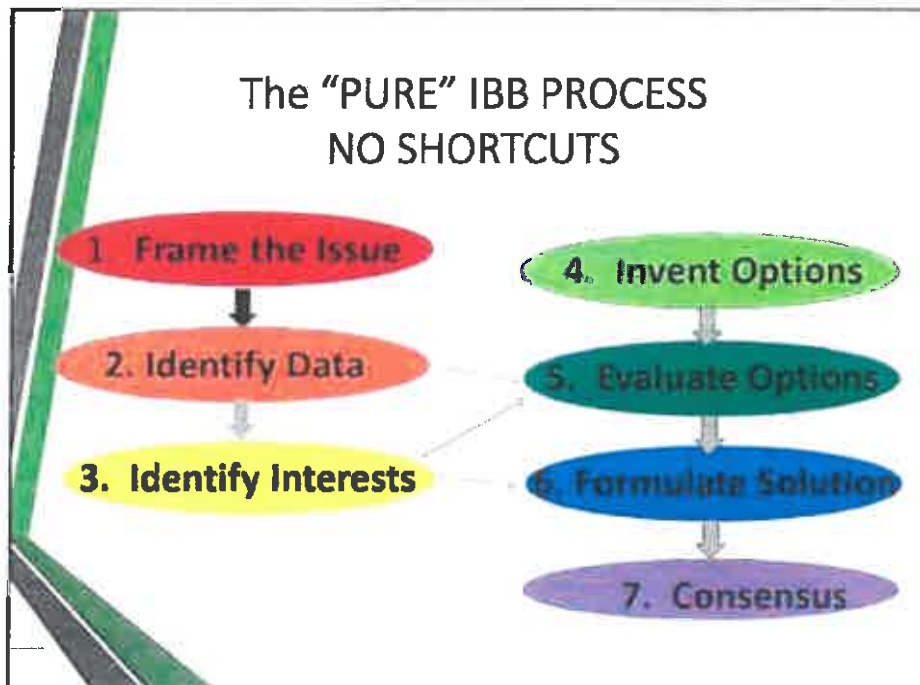 The “PURE” IBB PROCESS
NO SHORTCUTS
1 Frame the Issue
2. Identify Data
3. Identify Interests
4. Invent Options
5. Evaluate Options
6. Formulate Solution
7. Consensus